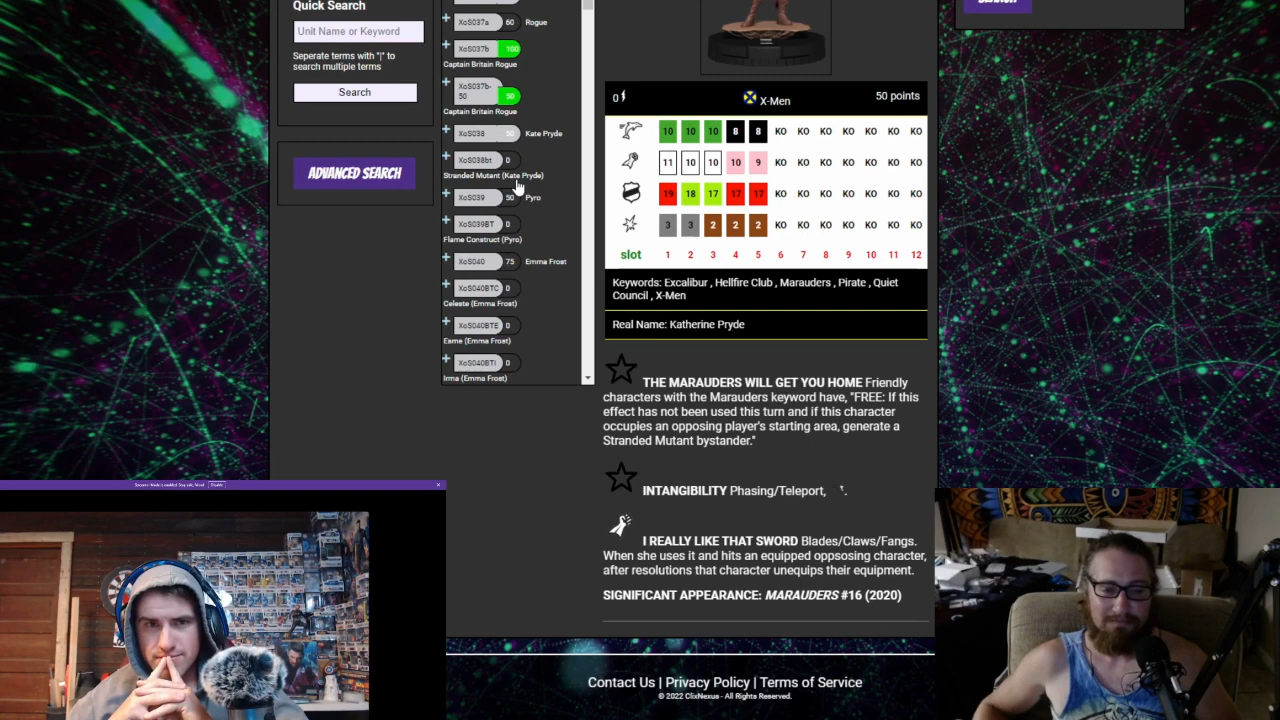 Quick Search
Unit Name or Keyword
Seperate terms with "|" to
search multiple terms
Search
ADVANCED SEARCH
XoS037a 60 Rogue
XoS037b 100
Captain Britain Rogue
XoS037b-
50 50
Captain Britain Rogue
XoS038 50 Kate Pryde
XoS038bt 0
Stranded Mutant (Kate Pryde)
XoS039 50 Pyro
XoS039BT 0
Flame Construct (Pyro)
XoS040 75 Emma Frost
XoS040BTC 0
Celeste (Emma Frost)
XoS040BTE 0
Esme (Emma Frost)
XoS040BTI 0
Irma (Emma Frost)
0 X-Men 50 points
10 10 10 8 8 KO KO KO KO KO KO KO
11 10 10 10 9 KO KO KO KO KO KO KO
19 18 17 17 17 KO KO KO KO KO KO KO
3 3 2 2 2 KO KO KO KO KO KO KO
slot 1 2 3 4 5 6 7 8 9 10 11 12
Keywords: Excalibur , Hellfire Club , Marauders , Pirate , Quiet
Council , X-Men
Real Name: Katherine Pryde
THE MARAUDERS WILL GET YOU HOME Friendly
characters with the Marauders keyword have, "FREE: If this
effect has not been used this turn and if this character
occupies an opposing player's starting area, generate a
Stranded Mutant bystander."
INTANGIBILITY Phasing/Teleport, .
I REALLY LIKE THAT SWORD Blades/Claws/Fangs.
When she uses it and hits an equipped oppsosing character,
after resolutions that character unequips their equipment.
SIGNIFICANT APPEARANCE: MARAUDERS #16 (2020)
Contact Us | Privacy Policy | Terms of Service
© 2022 ClixNexus - All Rights Reserved.